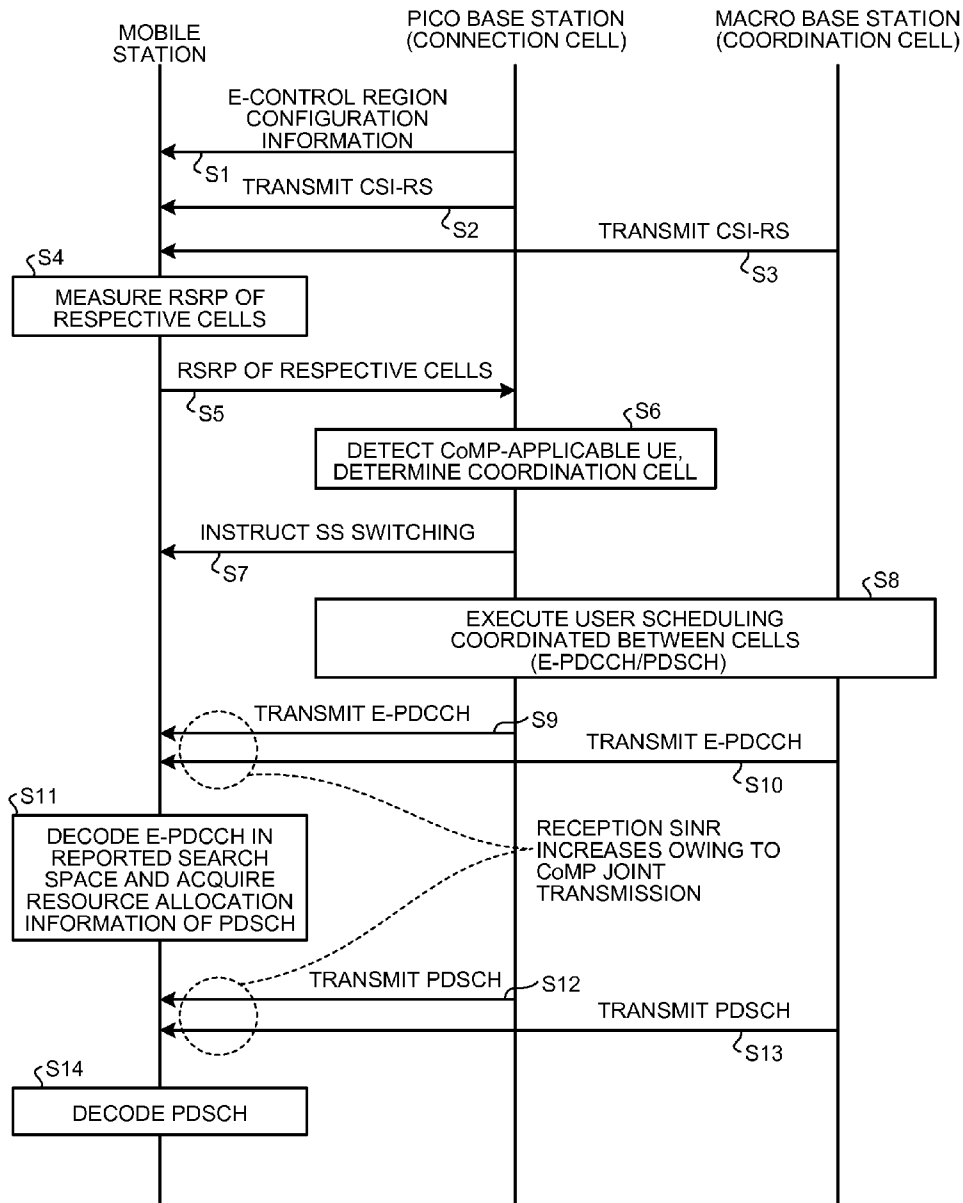 MOBILE
STATION
PICO BASE STATION
(CONNECTION CELL)
MACRO BASE STATION
(COORDINATION CELL)
E-CONTROL REGION
CONFIGURATION
INFORMATION
S1
TRANSMIT CSI-RS
S2
TRANSMIT CSI-RS
S3
S4
MEASURE RSRP OF
RESPECTIVE CELLS
RSRP OF RESPECTIVE CELLS
S5
S6
DETECT CoMP-APPLICABLE UE,
DETERMINE COORDINATION CELL
INSTRUCT SS SWITCHING
S7
S8
EXECUTE USER SCHEDULING
COORDINATED BETWEEN CELLS
(E-PDCCH/PDSCH)
TRANSMIT E-PDCCH
S9
TRANSMIT E-PDCCH
S10
S11
DECODE E-PDCCH IN
REPORTED SEARCH
SPACE AND ACQUIRE
RESOURCE ALLOCATION
INFORMATION OF PDSCH
RECEPTION SINR
INCREASES OWING TO
CoMP JOINT
TRANSMISSION
TRANSMIT PDSCH
S12
TRANSMIT PDSCH
S13
S14
DECODE PDSCH